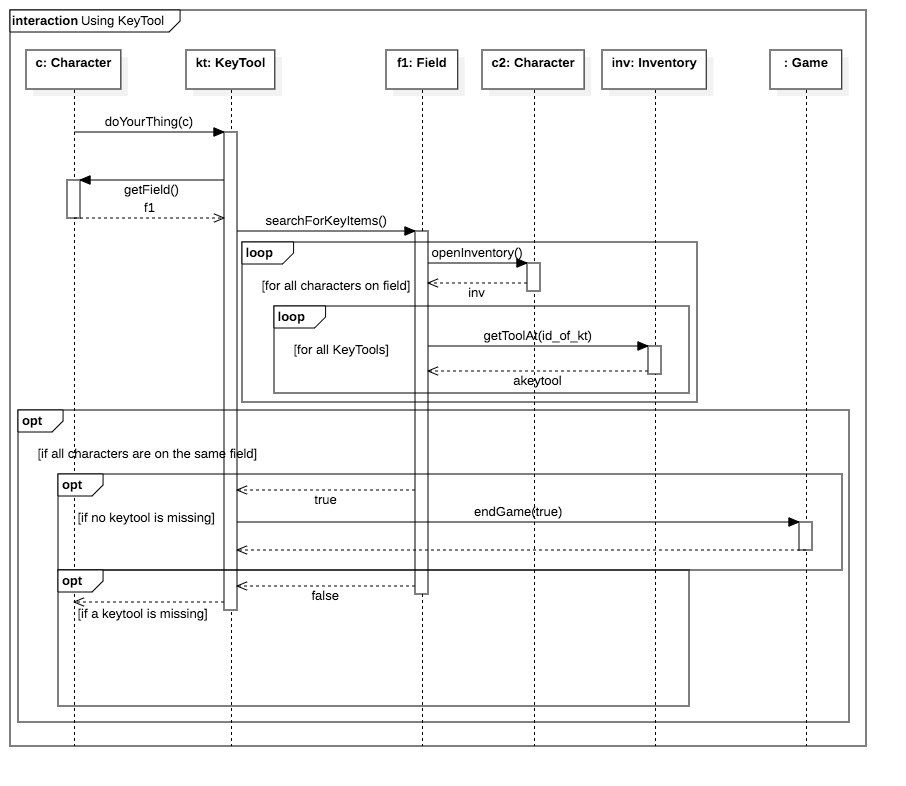 interaction Using KeyTool
c: Character
kt: KeyTool
f1: Field
c2: Character
inv: Inventory
: Game
doYourThing(c)
getField()
f1
searchForKeyItems()
loop
openInventory()
[for all characters on field]
inv
loop
getToolAt(id_of_kt)
[for all KeyTools]
akeytool
opt
[if all characters are on the same field]
opt
true
endGame(true)
[if no keytool is missing]
opt
false
[if a keytool is missing]